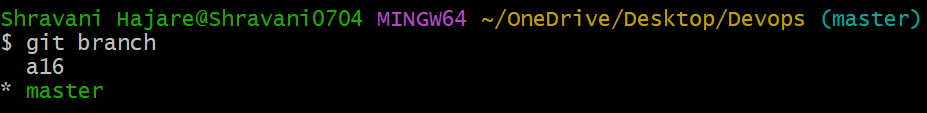 Shravani Hajare@Shravani0704 MINGW64 ~/OneDrive/Desktop/Devops (master)
$ git branch
  a16
* master